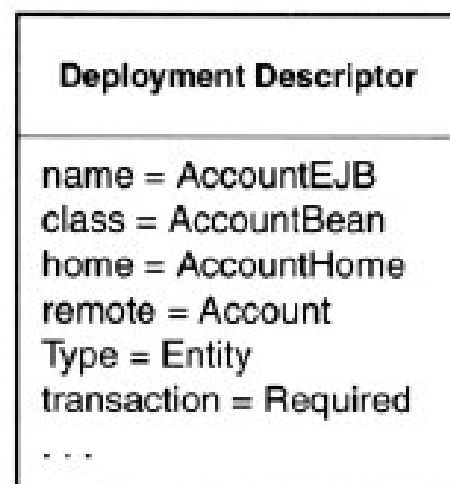 Deployment Descriptor
name = AccountEJB
class = AccountBean
home = AccountHome
remote = Account
Type = Entity
transaction = Required
. . .